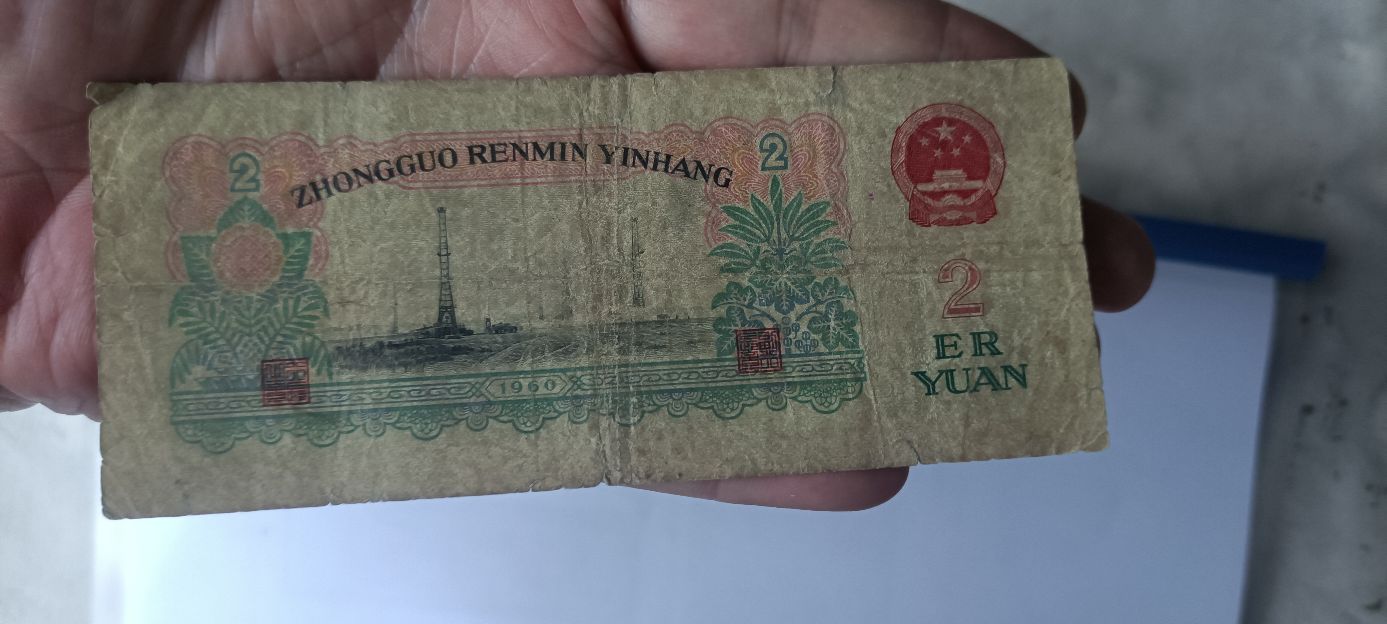 2
ZHONGGUO RENMIN YINHANG
2
1960
2
ER
YUAN